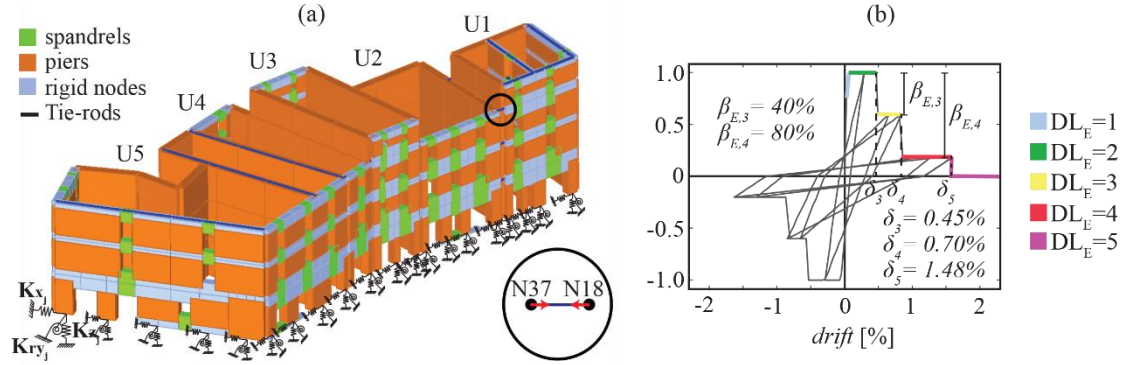 (a)
spandrels
piers
rigid nodes
Tie-rods
U1
U2
U3
U4
U5
Kx_j
Kz_j
Kry_j
N37 N18
(b)
1.0
0.5
0
-0.5
-1.0
β_E,3 = 40%
β_E,4 = 80%
β_E,3
β_E,4
δ_3 δ_4 δ_5
δ_3 = 0.45%
δ_4 = 0.70%
δ_5 = 1.48%
-2 -1 0 1 2
drift [%]
DL_E=1
DL_E=2
DL_E=3
DL_E=4
DL_E=5